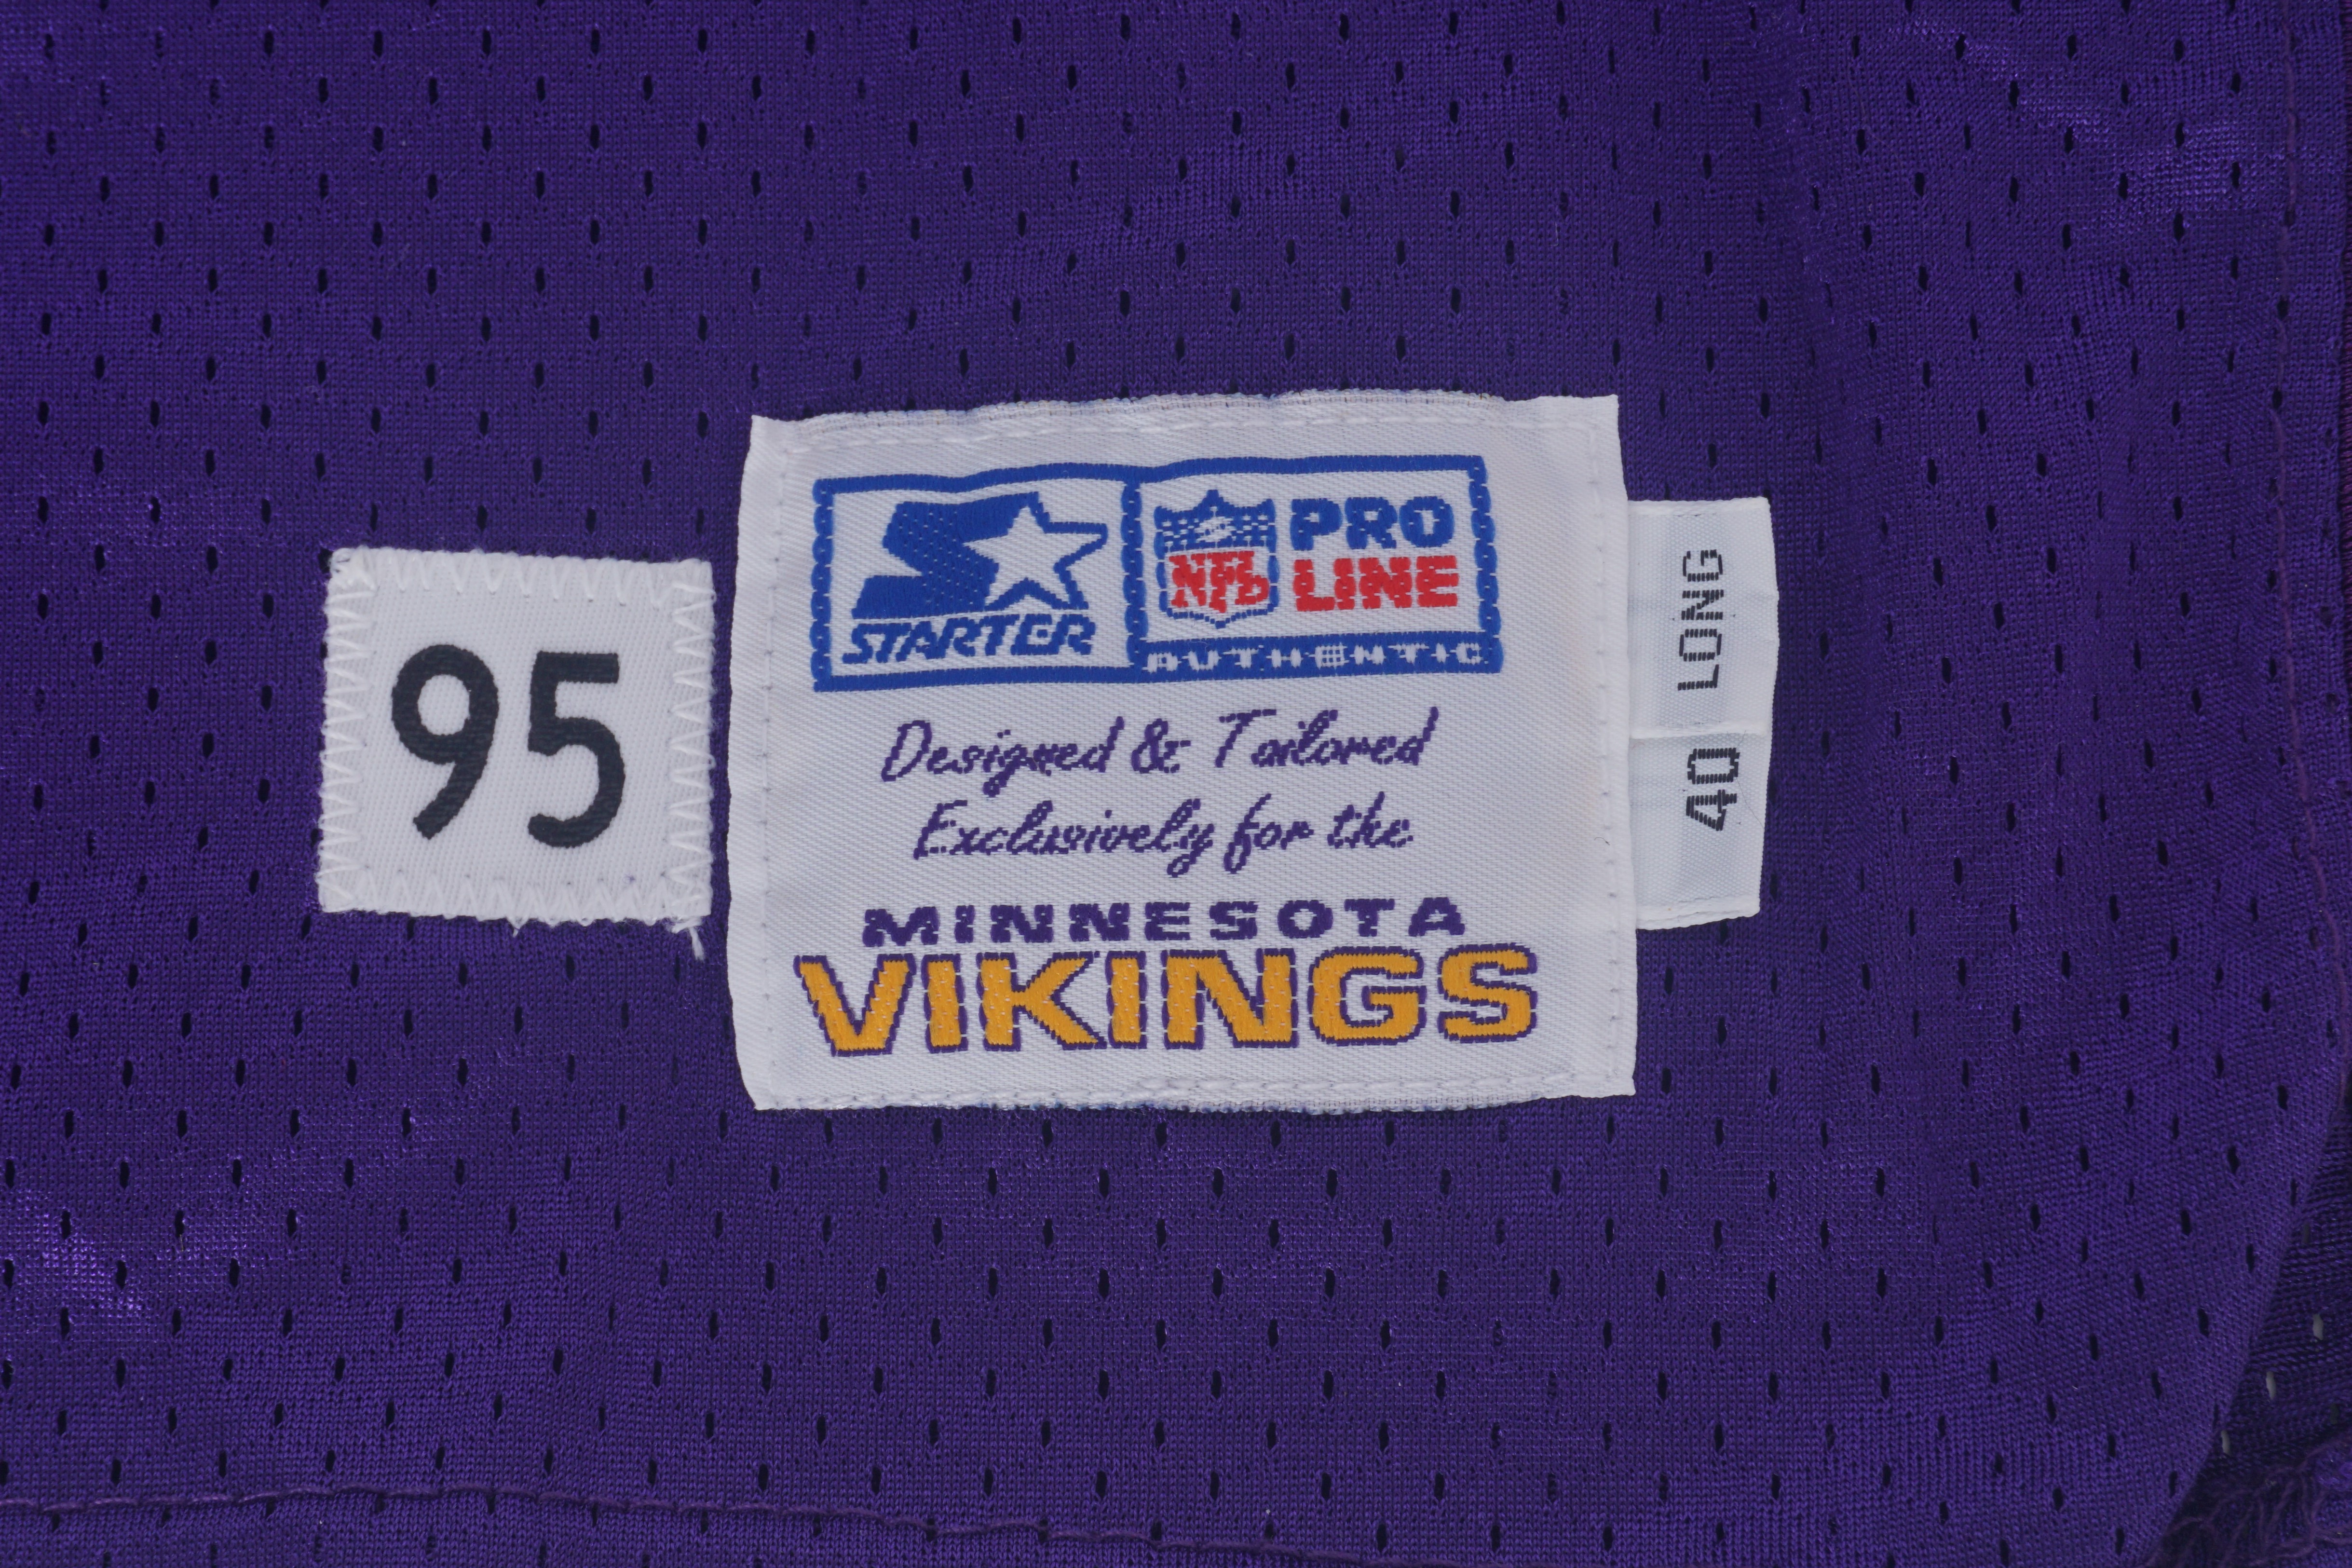 95
STARTER
NFL
PRO
LINE
AUTHENTIC
Designed & Tailored
Exclusively for the
MINNESOTA
VIKINGS
40 LONG